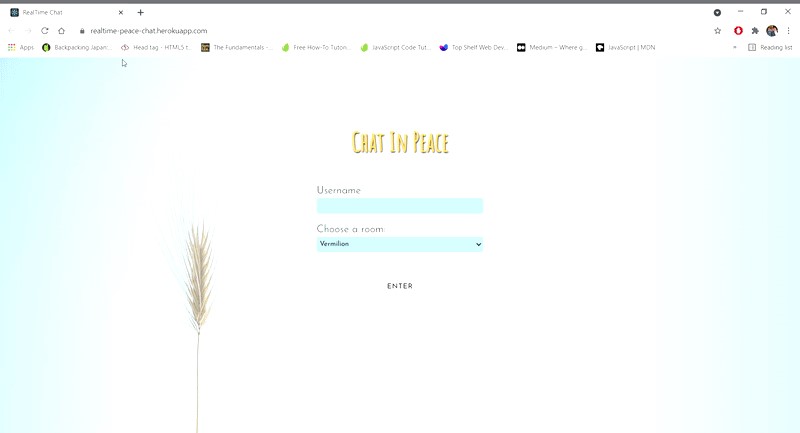 RealTime Chat
realtime-peace-chat.herokuapp.com
Apps Backpacking Japan:... Head tag - HTML5 t... The Fundamentals -... Free How-To Tutori... JavaScript Code Tut... Top Shelf Web Dev... Medium – Where g... JavaScript | MDN » Reading list
Chat In Peace
Username
Choose a room:
Vermilion
ENTER